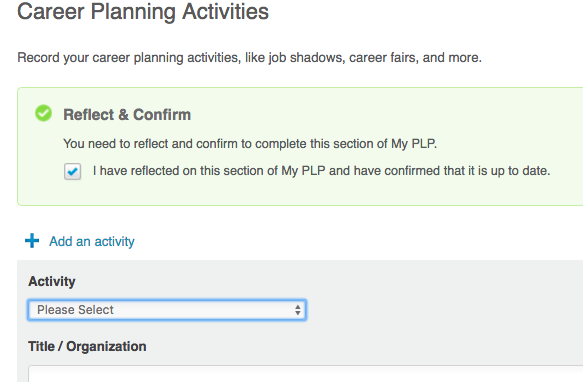 Career Planning Activities
Record your career planning activities, like job shadows, career fairs, and more.
Reflect & Confirm
You need to reflect and confirm to complete this section of My PLP.
I have reflected on this section of My PLP and have confirmed that it is up to date.
Add an activity
Activity
Please Select
Title / Organization